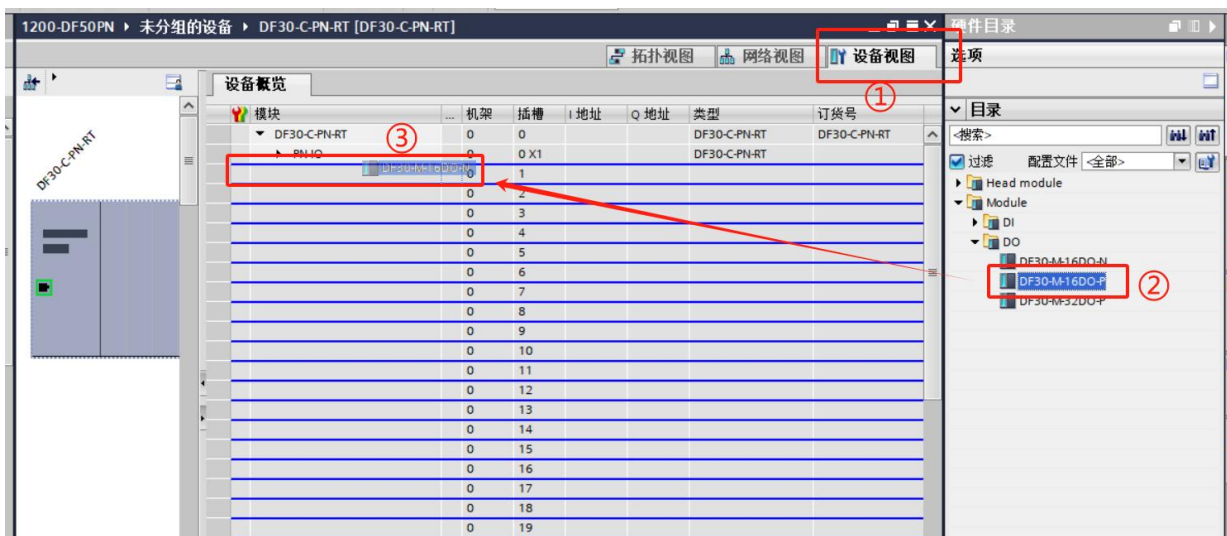 1200-DF50PN ▸ 未分组的设备 ▸ DF30-C-PN-RT [DF30-C-PN-RT]
硬件目录
拓扑视图 网络视图 设备视图
选项
设备概览
①
目录
模块 ... 机架 插槽 I 地址 Q 地址 类型 订货号
<搜索>
DF30-C-PN-RT 0 0 DF30-C-PN-RT DF30-C-PN-RT
③
PN-IO 0 0 X1 DF30-C-PN-RT
过滤 配置文件 <全部>
DF30-C-PN-RT
DF30-M-16DO-N 0 1
Head module
0 2
Module
0 3
DI
0 4
DO
0 5
DF30-M-16DO-N
0 6
DF30-M-16DO-P
②
0 7
DF30-M-32DO-P
0 8
0 9
0 10
0 11
0 12
0 13
0 14
0 15
0 16
0 17
0 18
0 19